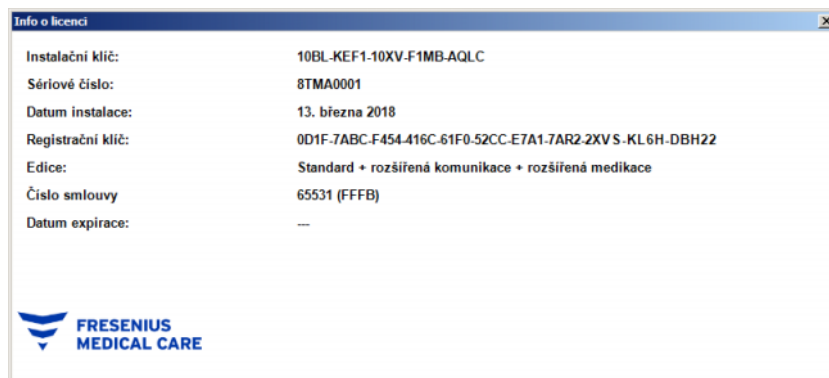 Info o licenci
Instalační klíč: 10BL-KEF1-10XV-F1MB-AQLC
Sériové číslo: 8TMA0001
Datum instalace: 13. března 2018
Registrační klíč: 0D1F-7ABC-F454-416C-61F0-52CC-E7A1-7AR2-2XVS-KL6H-DBH22
Edice: Standard + rozšířená komunikace + rozšířená medikace
Číslo smlouvy 65531 (FFFB)
Datum expirace: ---
FRESENIUS
MEDICAL CARE